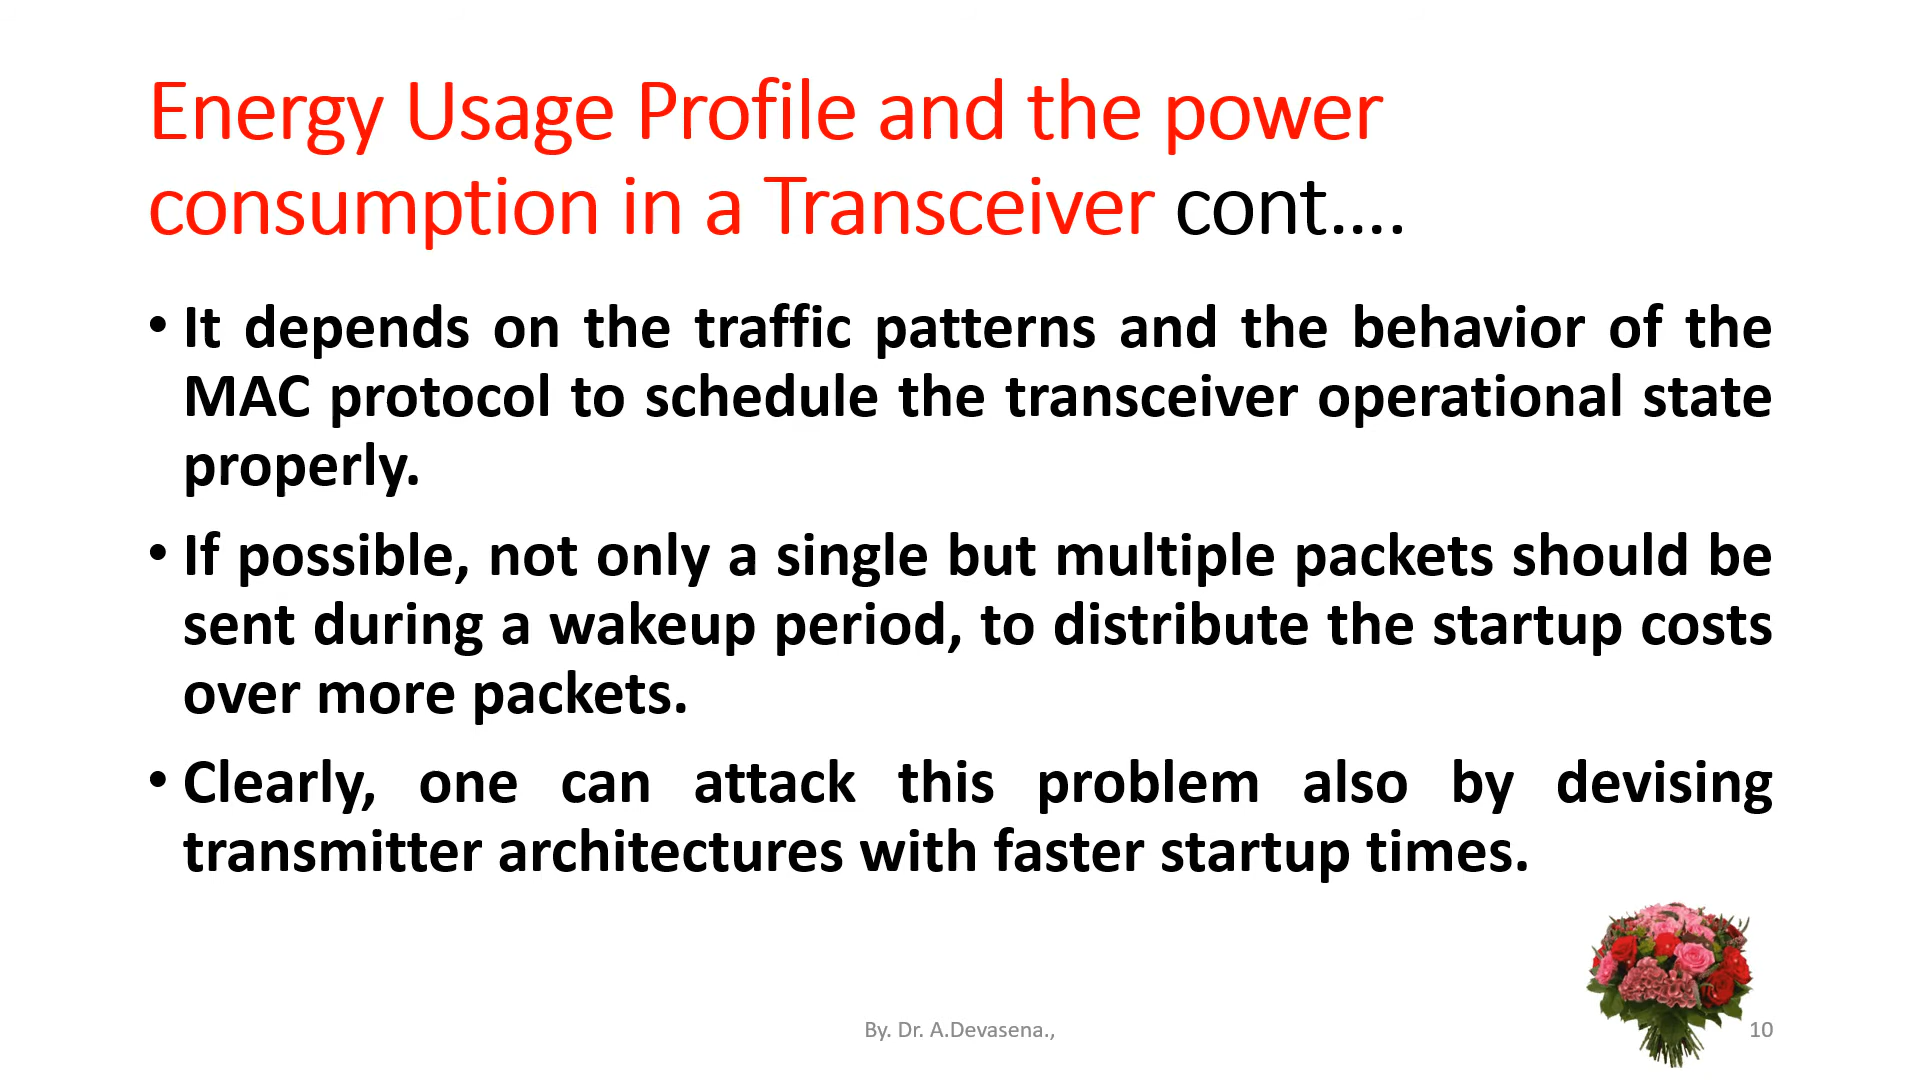 Energy Usage Profile and the power
consumption in a Transceiver cont....
• It depends on the traffic patterns and the behavior of the
MAC protocol to schedule the transceiver operational state
properly.
• If possible, not only a single but multiple packets should be
sent during a wakeup period, to distribute the startup costs
over more packets.
• Clearly, one can attack this problem also by devising
transmitter architectures with faster startup times.
By. Dr. A.Devasena.,
10